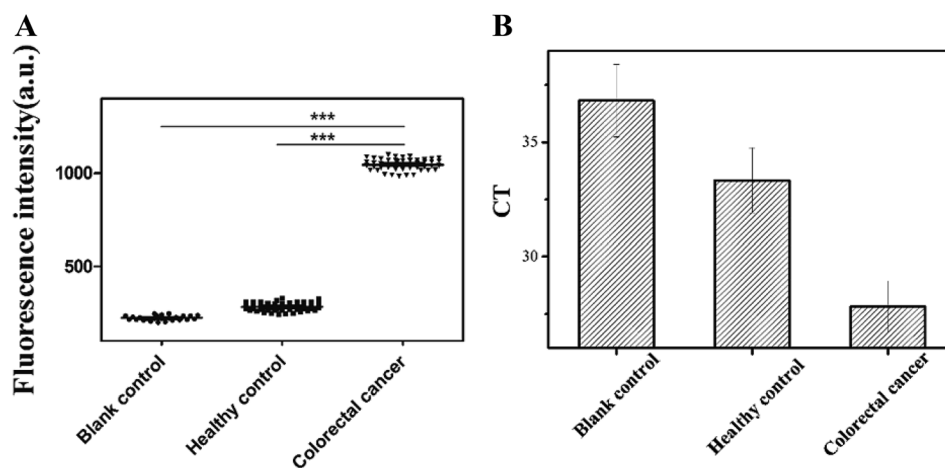 A
Fluorescence intensity(a.u.)
1000
500
***
***
Blank control
Healthy control
Colorectal cancer
B
CT
35
30
Blank control
Healthy control
Colorectal cancer